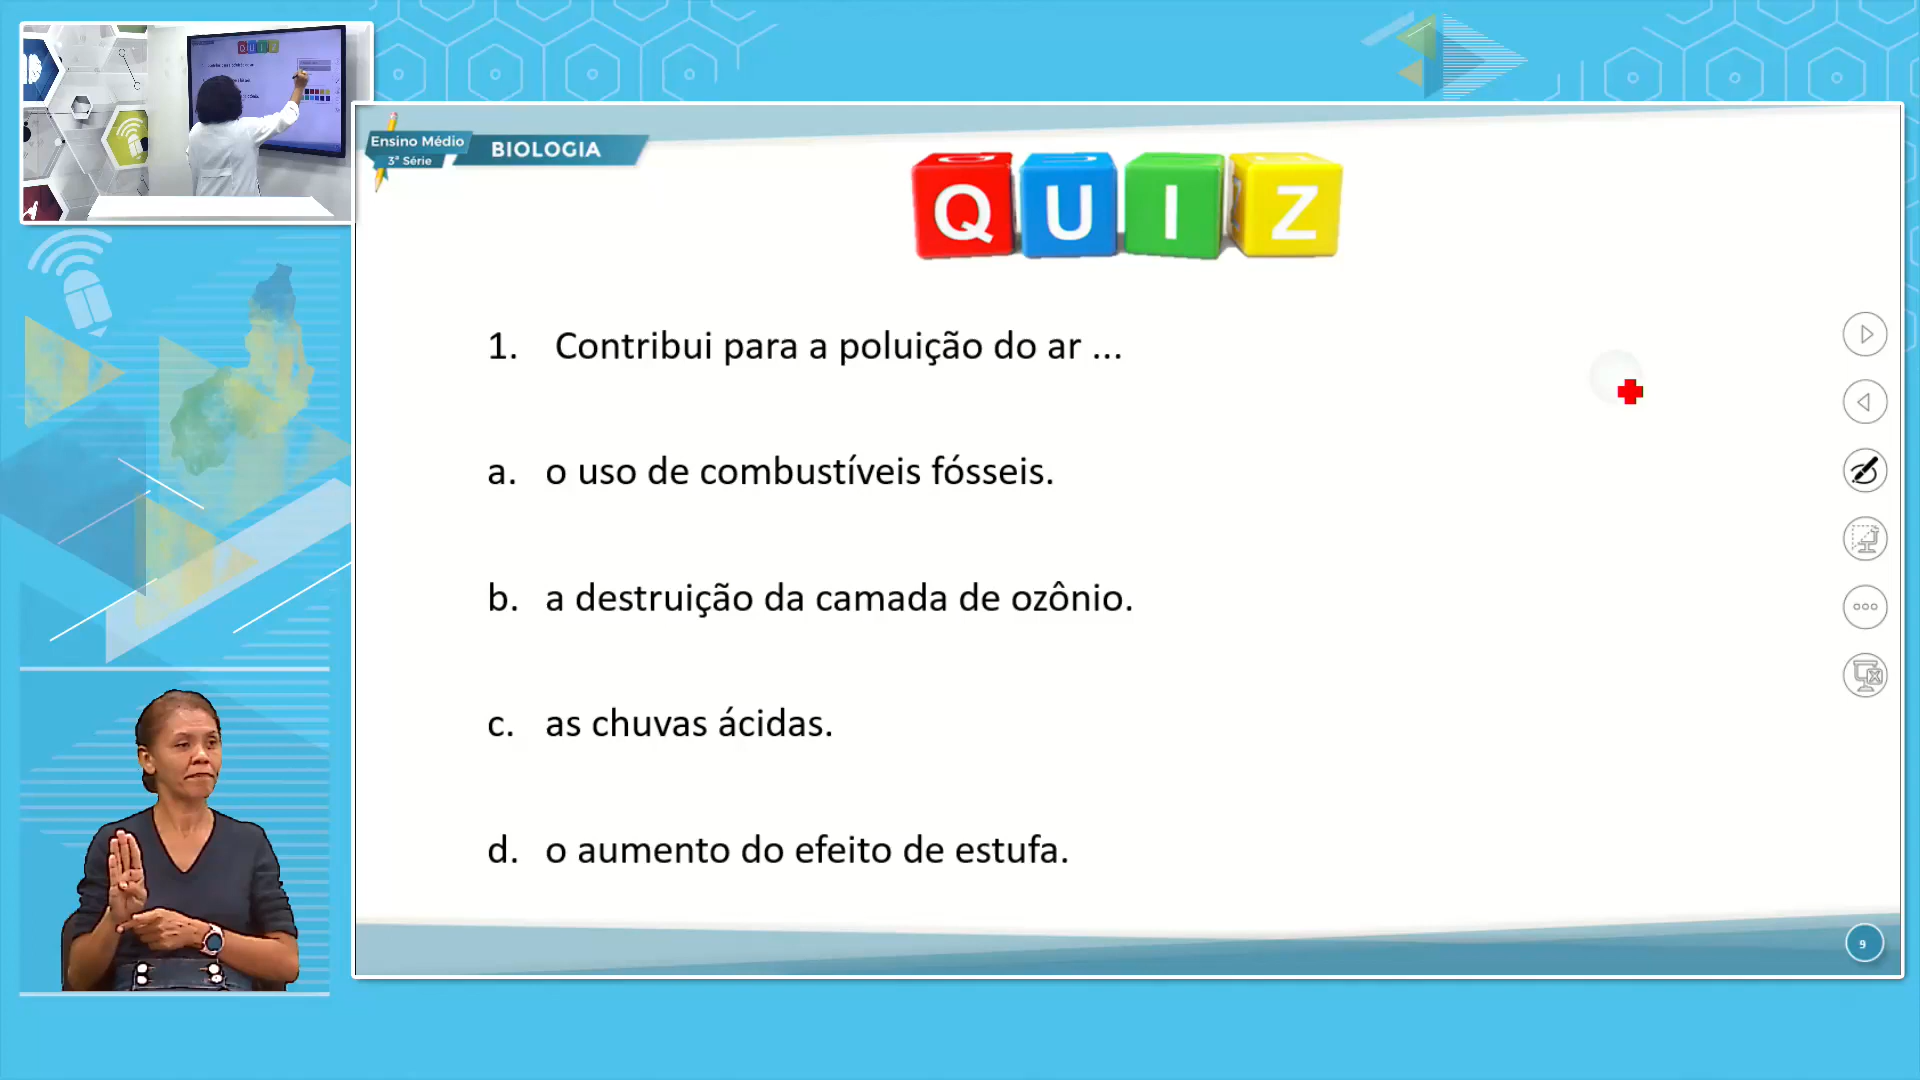 QUIZ
Ensino Médio
3ª Série
BIOLOGIA
QUIZ
1. Contribui para a poluição do ar ...
a. o uso de combustíveis fósseis.
b. a destruição da camada de ozônio.
c. as chuvas ácidas.
d. o aumento do efeito de estufa.
9